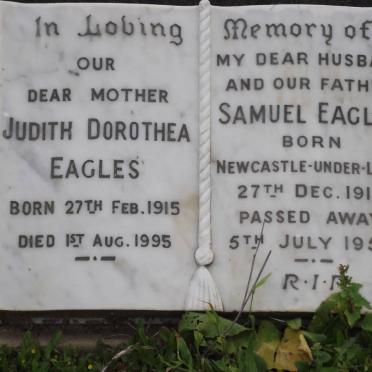 In Loving
OUR
DEAR MOTHER
JUDITH DOROTHEA
EAGLES
BORN 27TH FEB. 1915
DIED 1ST AUG. 1995
Memory of
MY DEAR HUSBA
AND OUR FATH
SAMUEL EAGL
BORN
NEWCASTLE-UNDER-L
27TH DEC. 191
PASSED AWAY
5TH JULY 195
R.I.P